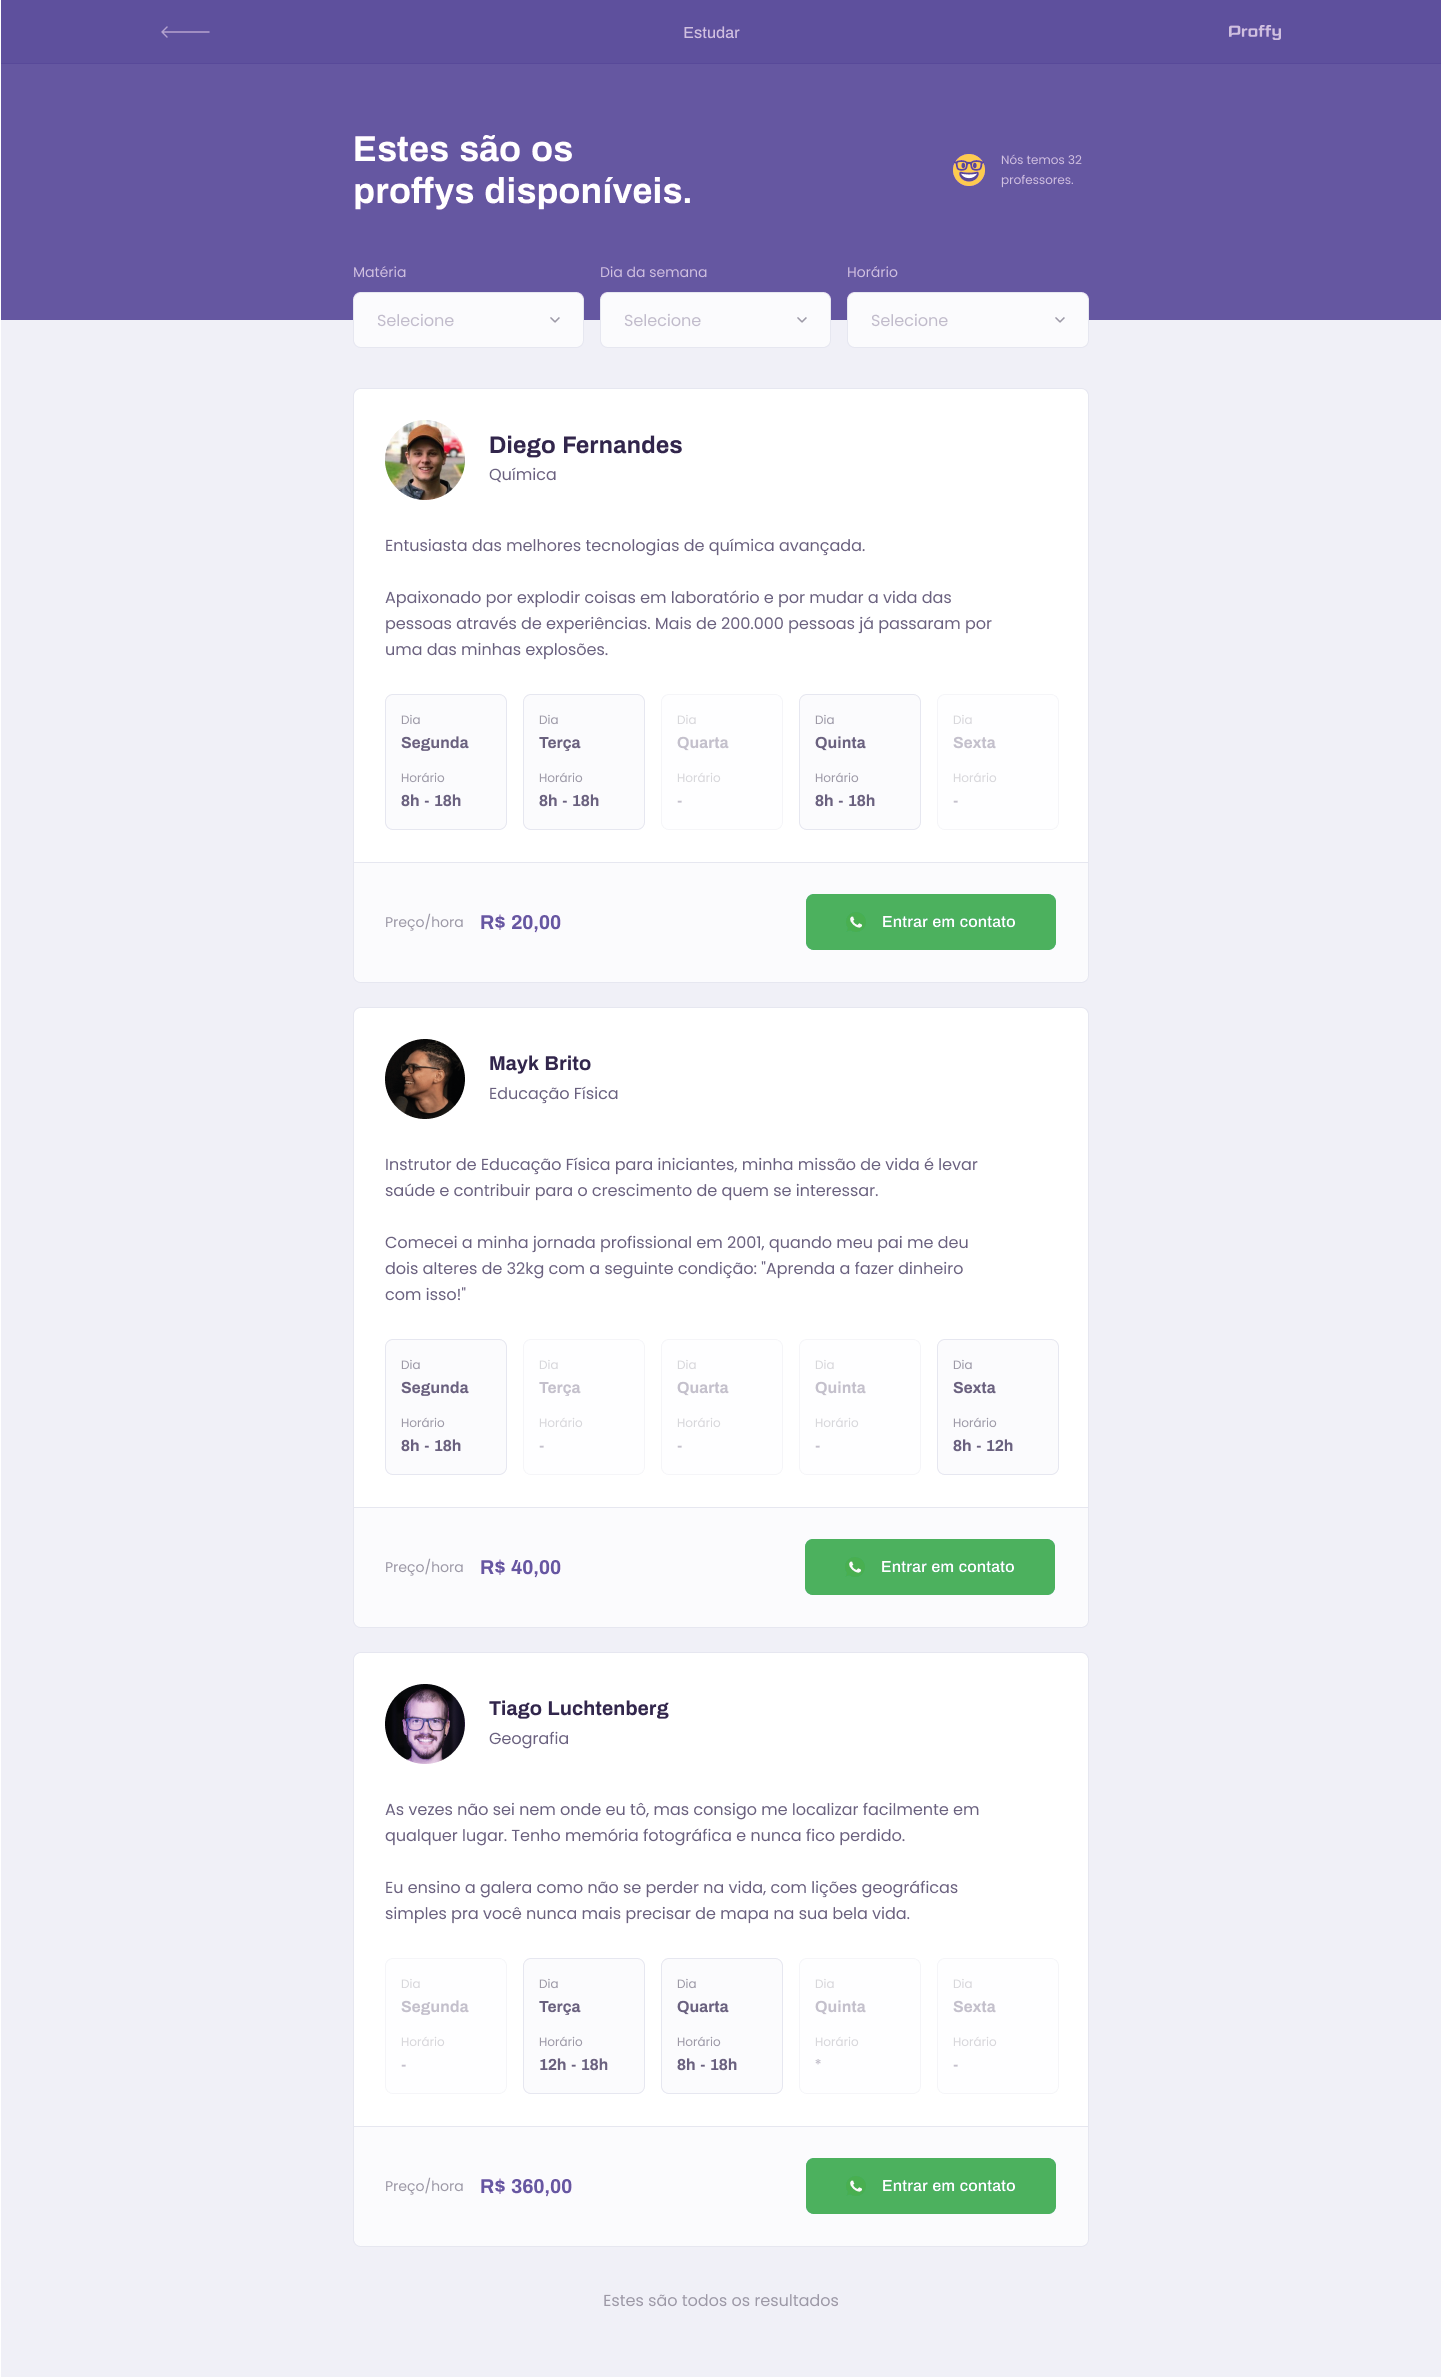 Estudar
Proffy
Estes são os
proffys disponíveis.
Nós temos 32
professores.
Matéria
Dia da semana
Horário
Selecione
Selecione
Selecione
Diego Fernandes
Química
Entusiasta das melhores tecnologias de química avançada.
Apaixonado por explodir coisas em laboratório e por mudar a vida das
pessoas através de experiências. Mais de 200.000 pessoas já passaram por
uma das minhas explosões.
Dia
Segunda
Horário
8h - 18h
Dia
Terça
Horário
8h - 18h
Dia
Quarta
Horário
-
Dia
Quinta
Horário
8h - 18h
Dia
Sexta
Horário
-
Preço/hora R$ 20,00
Entrar em contato
Mayk Brito
Educação Física
Instrutor de Educação Física para iniciantes, minha missão de vida é levar
saúde e contribuir para o crescimento de quem se interessar.
Comecei a minha jornada profissional em 2001, quando meu pai me deu
dois alteres de 32kg com a seguinte condição: "Aprenda a fazer dinheiro
com isso!"
Dia
Segunda
Horário
8h - 18h
Dia
Terça
Horário
-
Dia
Quarta
Horário
-
Dia
Quinta
Horário
-
Dia
Sexta
Horário
8h - 12h
Preço/hora R$ 40,00
Entrar em contato
Tiago Luchtenberg
Geografia
As vezes não sei nem onde eu tô, mas consigo me localizar facilmente em
qualquer lugar. Tenho memória fotográfica e nunca fico perdido.
Eu ensino a galera como não se perder na vida, com lições geográficas
simples pra você nunca mais precisar de mapa na sua bela vida.
Dia
Segunda
Horário
-
Dia
Terça
Horário
12h - 18h
Dia
Quarta
Horário
8h - 18h
Dia
Quinta
Horário
*
Dia
Sexta
Horário
-
Preço/hora R$ 360,00
Entrar em contato
Estes são todos os resultados